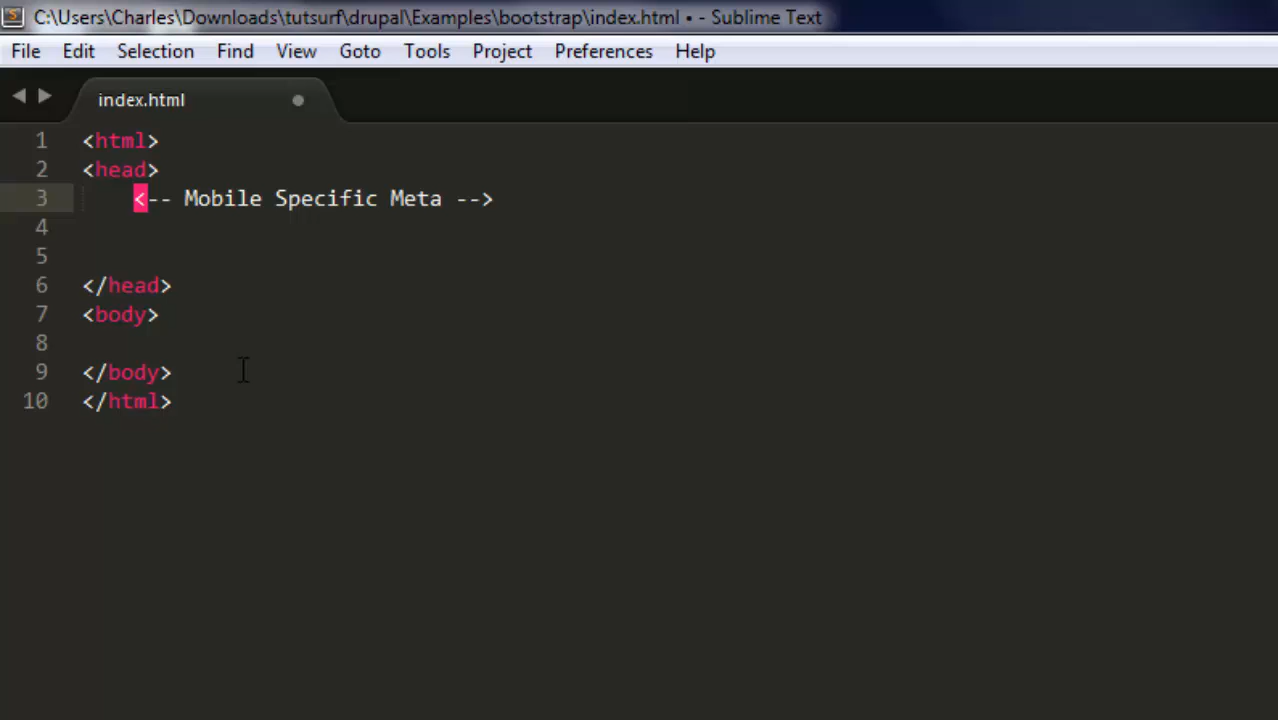 C:\Users\Charles\Downloads\tutsurf\drupal\Examples\bootstrap\index.html • - Sublime Text
File Edit Selection Find View Goto Tools Project Preferences Help
index.html
1 <html>
2 <head>
3 <-- Mobile Specific Meta -->
4
5
6 </head>
7 <body>
8
9 </body>
10 </html>